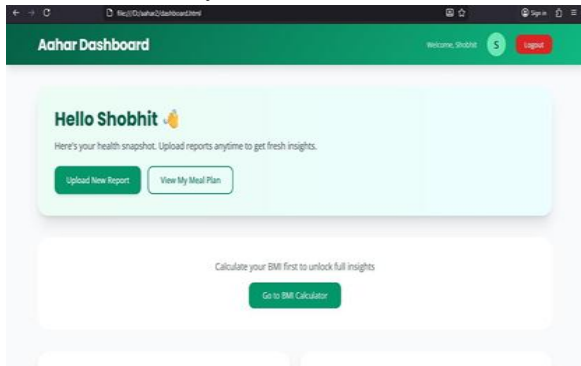 file:///D:/aahar2/dashboard.html
Sign in
Aahar Dashboard
Welcome, Shobhit
S
Logout
Hello Shobhit 👋
Here's your health snapshot. Upload reports anytime to get fresh insights.
Upload New Report
View My Meal Plan
Calculate your BMI first to unlock full insights
Go to BMI Calculator